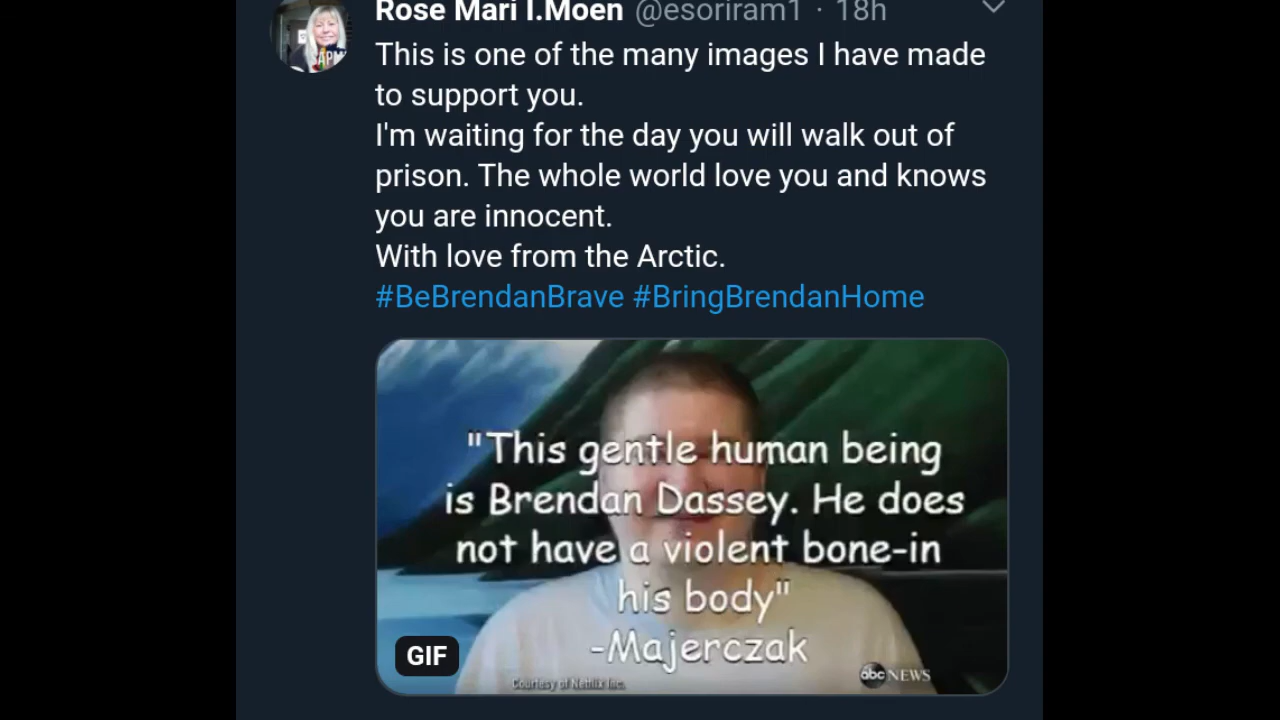 Rose Mari I.Moen @esoriram1 · 18h
This is one of the many images I have made
to support you.
I'm waiting for the day you will walk out of
prison. The whole world love you and knows
you are innocent.
With love from the Arctic.
#BeBrendanBrave #BringBrendanHome
"This gentle human being
is Brendan Dassey. He does
not have a violent bone-in
his body"
-Majerczak
GIF
Courtesy of Netflix Inc.
abc NEWS